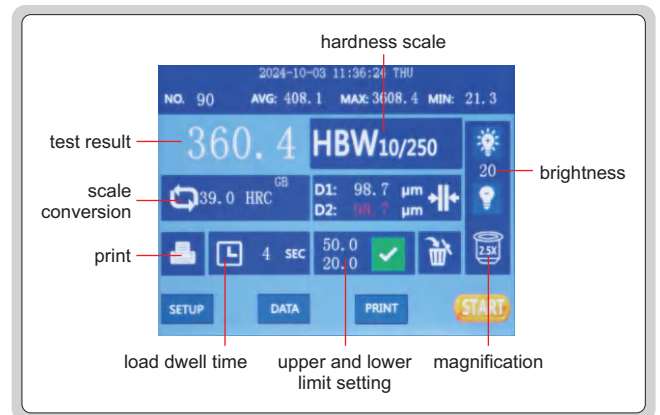 hardness scale
2024-10-03 11:36:24 THU
NO. 90 AVG: 408.1 MAX: 3608.4 MIN: 21.3
test result
360.4 HBW10/250
20 brightness
scale
conversion
39.0 HRC GB
D1: 98.7 μm
D2: 98.7 μm
print
4 SEC
50.0
20.0
2.5X
SETUP DATA PRINT START
load dwell time
upper and lower
limit setting
magnification